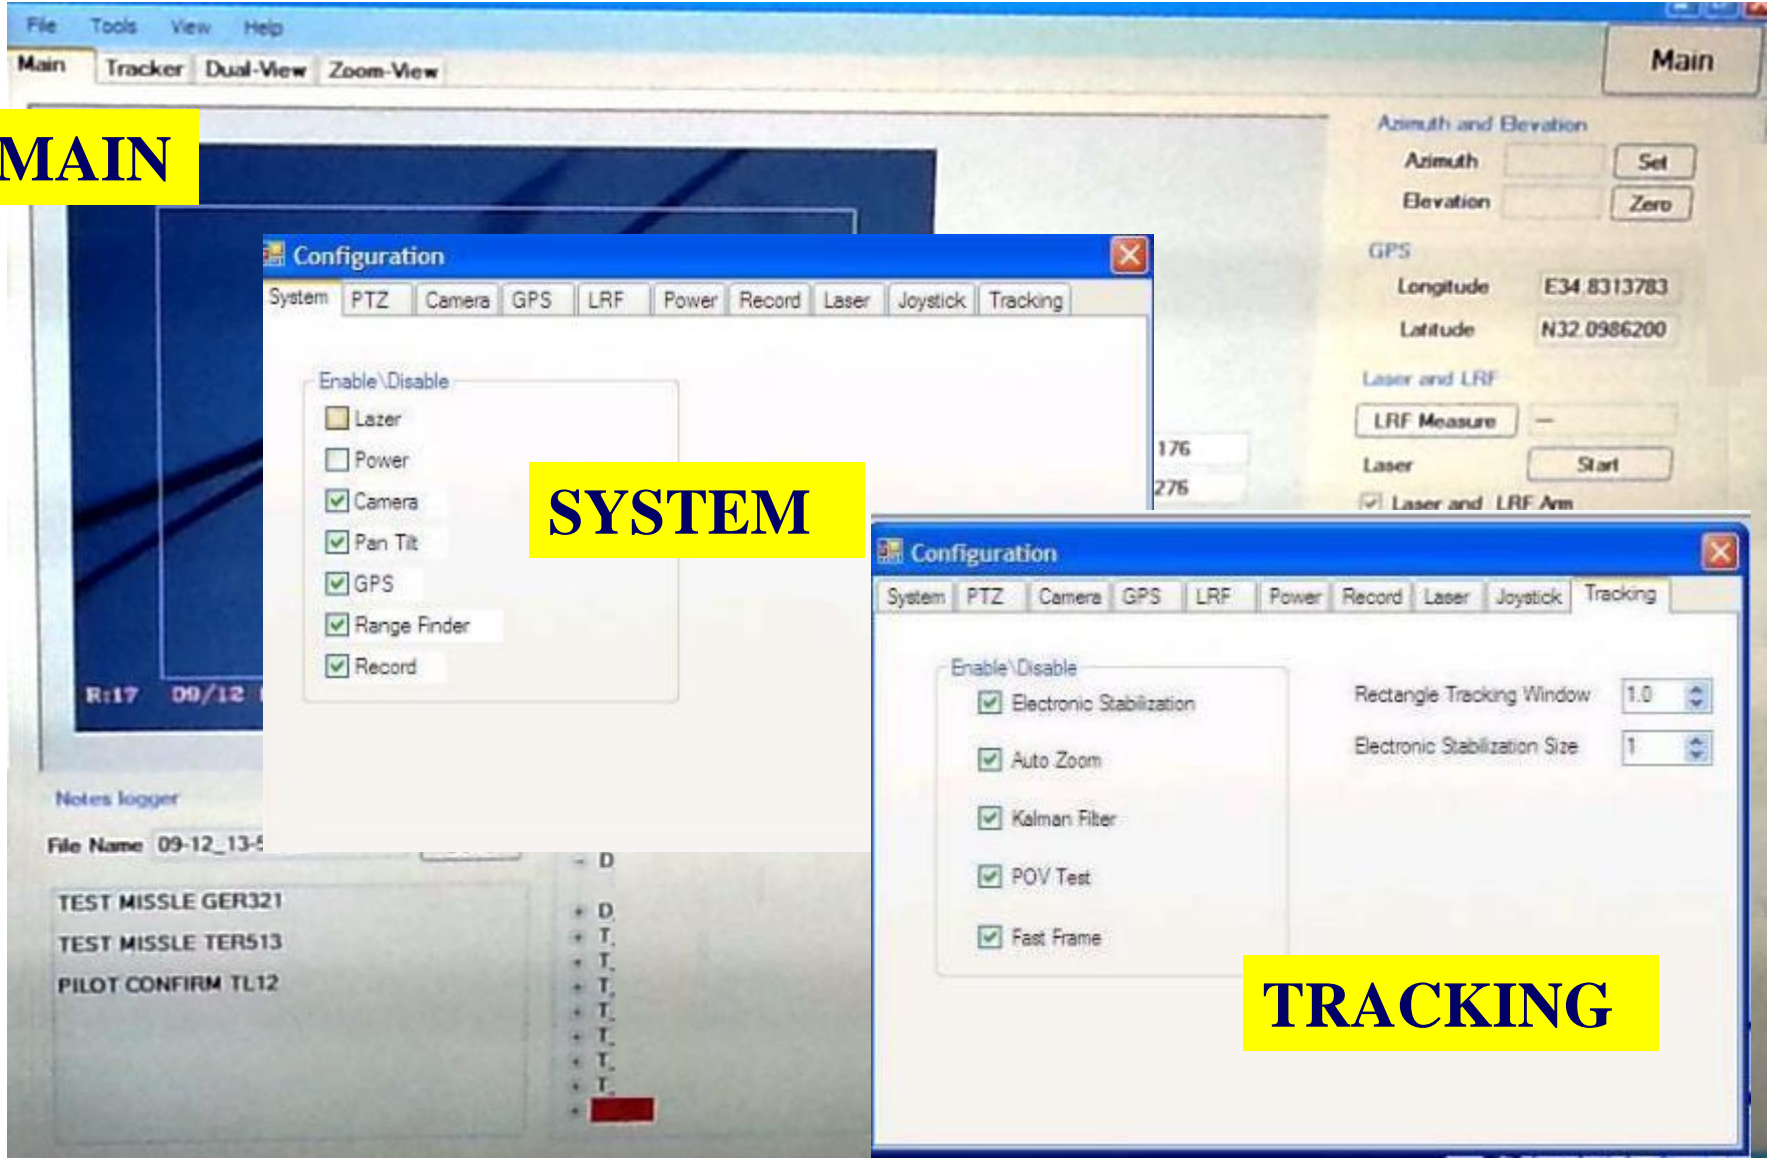 File Tools View Help
Main Tracker Dual-View Zoom-View
Main
MAIN
Azimuth and Elevation
Azimuth Set
Elevation Zero
GPS
Longitude E34.8313783
Latitude N32.0986200
Laser and LRF
LRF Measure ---
Laser Start
Laser and LRF Arm
176
276
Configuration
System PTZ Camera GPS LRF Power Record Laser Joystick Tracking
Enable\Disable
Lazer
Power
Camera
Pan Tilt
GPS
Range Finder
Record
SYSTEM
R:17 09/12
Configuration
System PTZ Camera GPS LRF Power Record Laser Joystick Tracking
Enable\Disable
Electronic Stabilization
Auto Zoom
Kalman Filter
POV Test
Fast Frame
Rectangle Tracking Window 1.0
Electronic Stabilization Size 1
TRACKING
Notes logger
File Name 09-12_13-5
TEST MISSLE GER321
TEST MISSLE TER513
PILOT CONFIRM TL12
D
D.
T.
T.
T.
T.
T.
T.
T.